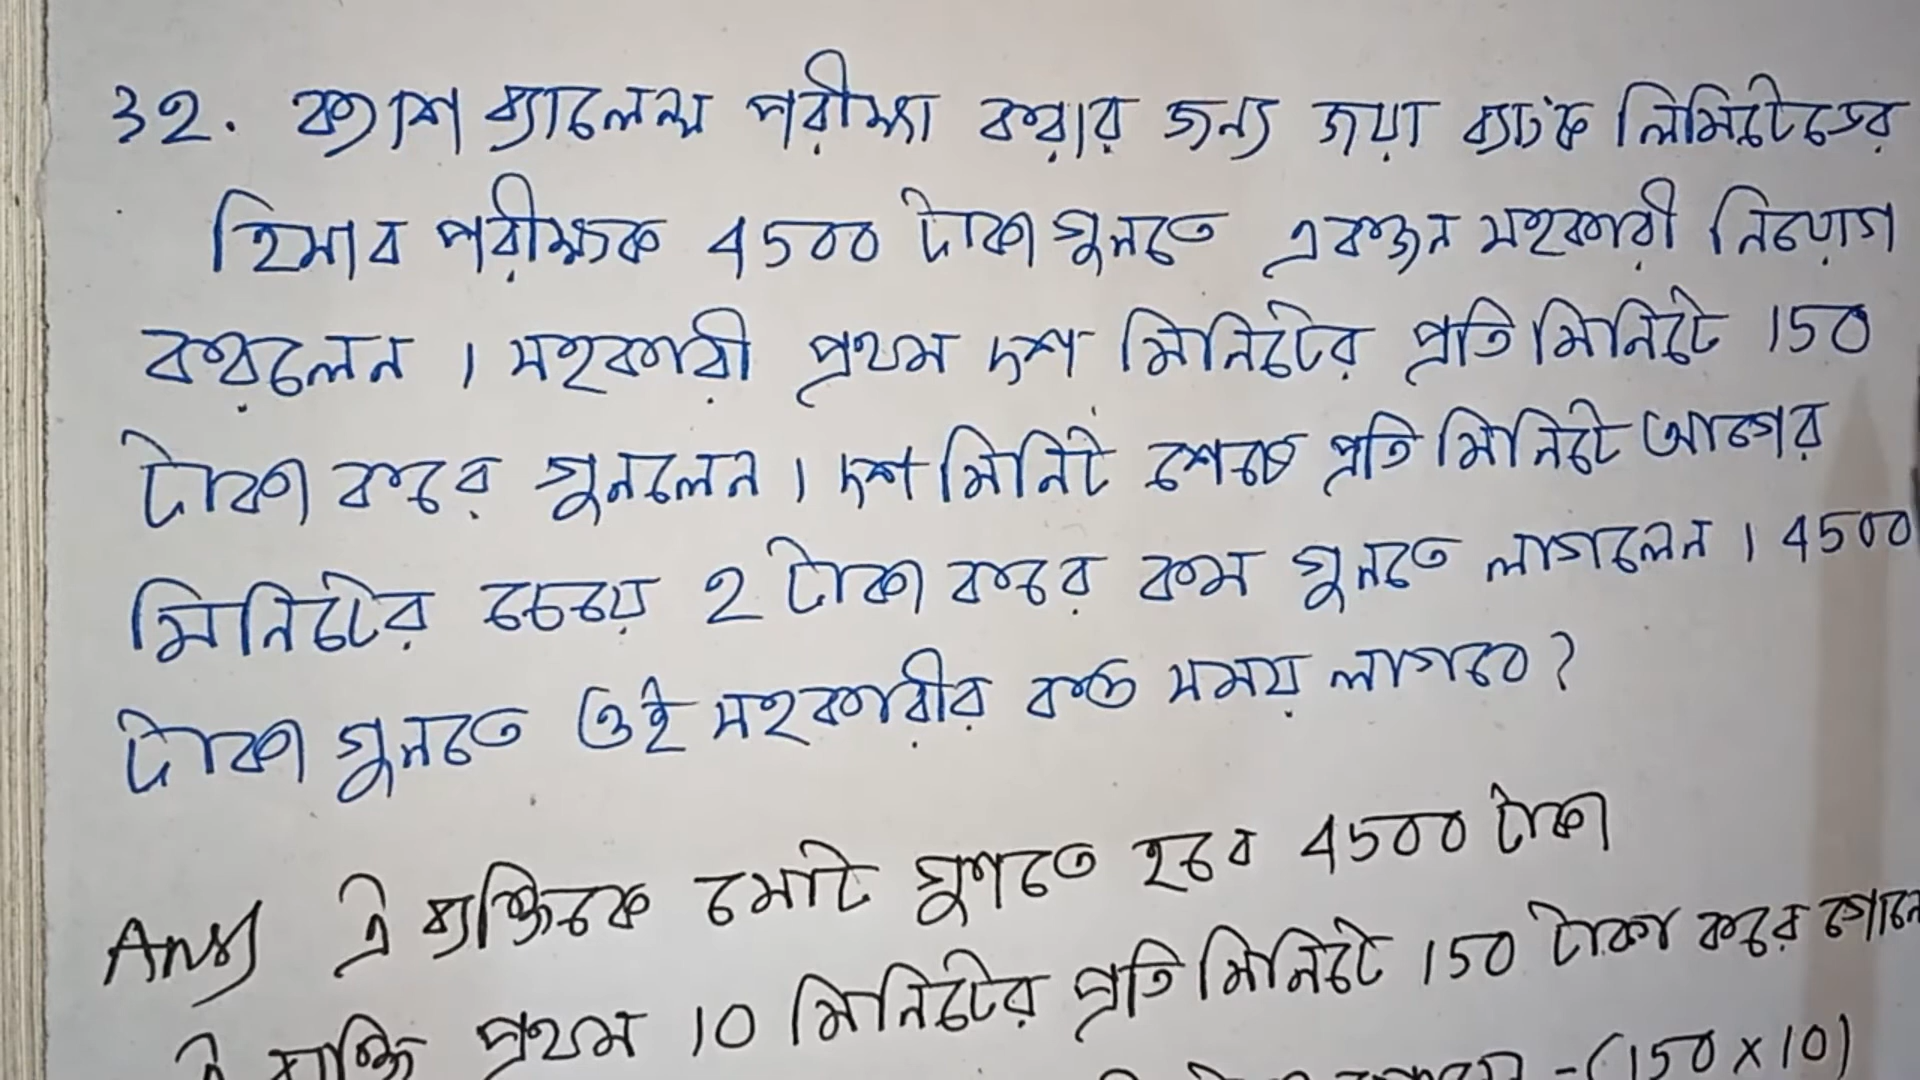 32. ক্যাশ ব্যালেন্স পরীক্ষা করার জন্য জয়া ব্যাংক লিমিটেডের
হিসাব পরীক্ষক 4500 টাকা গুনতে একজন সহকারী নিয়োগ
করলেন। সহকারী প্রথম দশ মিনিটের প্রতি মিনিটে 150
টাকা করে গুনলেন। দশ মিনিট শেষে প্রতি মিনিটে আগের
মিনিটের চেয়ে 2 টাকা করে কম গুনতে লাগলেন। 4500
টাকা গুনতে ওই সহকারীর কত সময় লাগবে?
Ans/ ঐ ব্যক্তিকে মোট গুণতে হবে 4500 টাকা
ঐ ব্যক্তি প্রথম 10 মিনিটের প্রতি মিনিটে 150 টাকা করে গোনে
= (150 x 10)